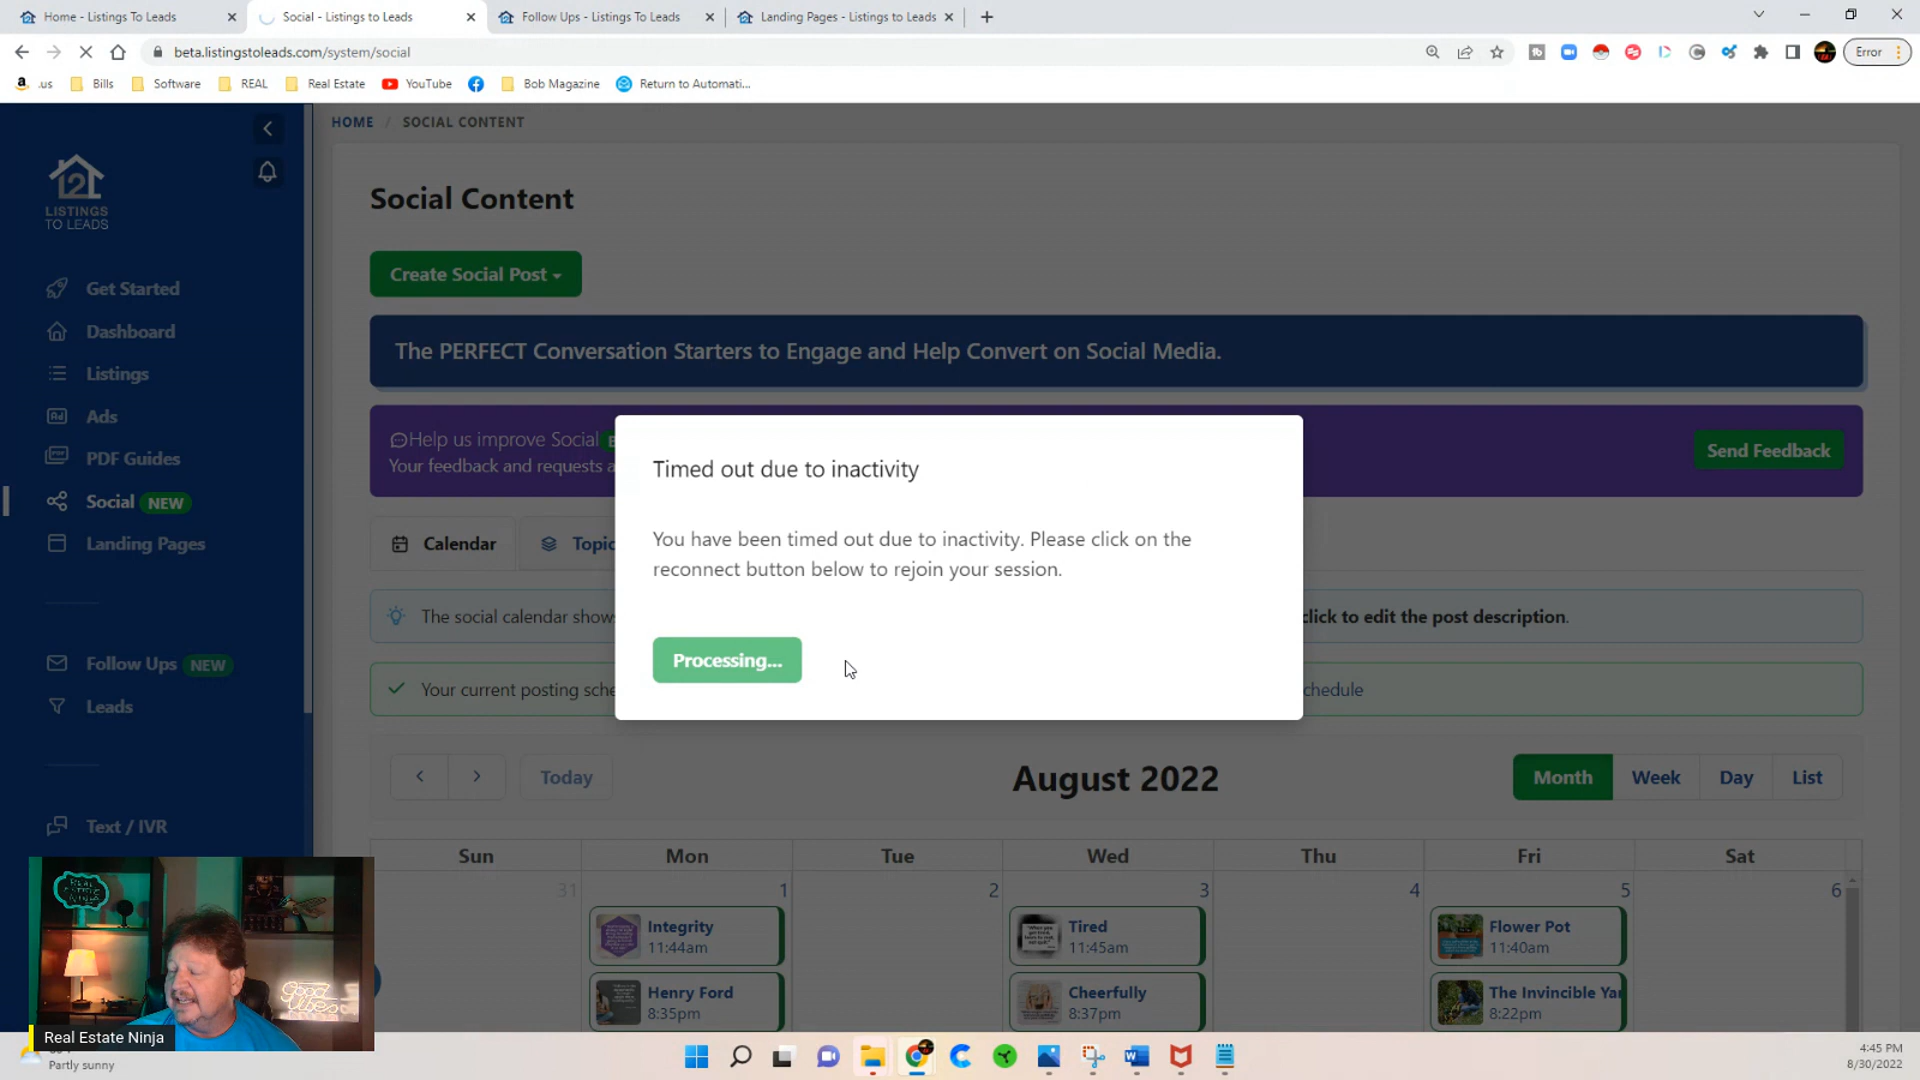 Home - Listings To Leads
Social - Listings to Leads
Follow Ups - Listings To Leads
Landing Pages - Listings to Leads
beta.listingstoleads.com/system/social
Error
.us
Bills
Software
REAL
Real Estate
YouTube
Bob Magazine
Return to Automati...
HOME / SOCIAL CONTENT
LISTINGS
TO LEADS
Get Started
Dashboard
Listings
Ads
PDF Guides
Social NEW
Landing Pages
Follow Ups NEW
Leads
Text / IVR
Social Content
Create Social Post
The PERFECT Conversation Starters to Engage and Help Convert on Social Media.
Help us improve Social
Your feedback and requests
Send Feedback
Calendar
The social calendar
click to edit the post description.
Your current posting
Timed out due to inactivity
You have been timed out due to inactivity. Please click on the
reconnect button below to rejoin your session.
Processing...
Today
August 2022
Month
Week
Day
List
Sun
Mon
Tue
Wed
Thu
Fri
Sat
31
1
2
3
4
5
6
Integrity
11:44am
Tired
11:45am
Flower Pot
11:40am
Henry Ford
8:35pm
Cheerfully
8:37pm
The Invincible
8:22pm
Good
Vibes
Real Estate Ninja
Partly sunny
4:45 PM
8/30/2022